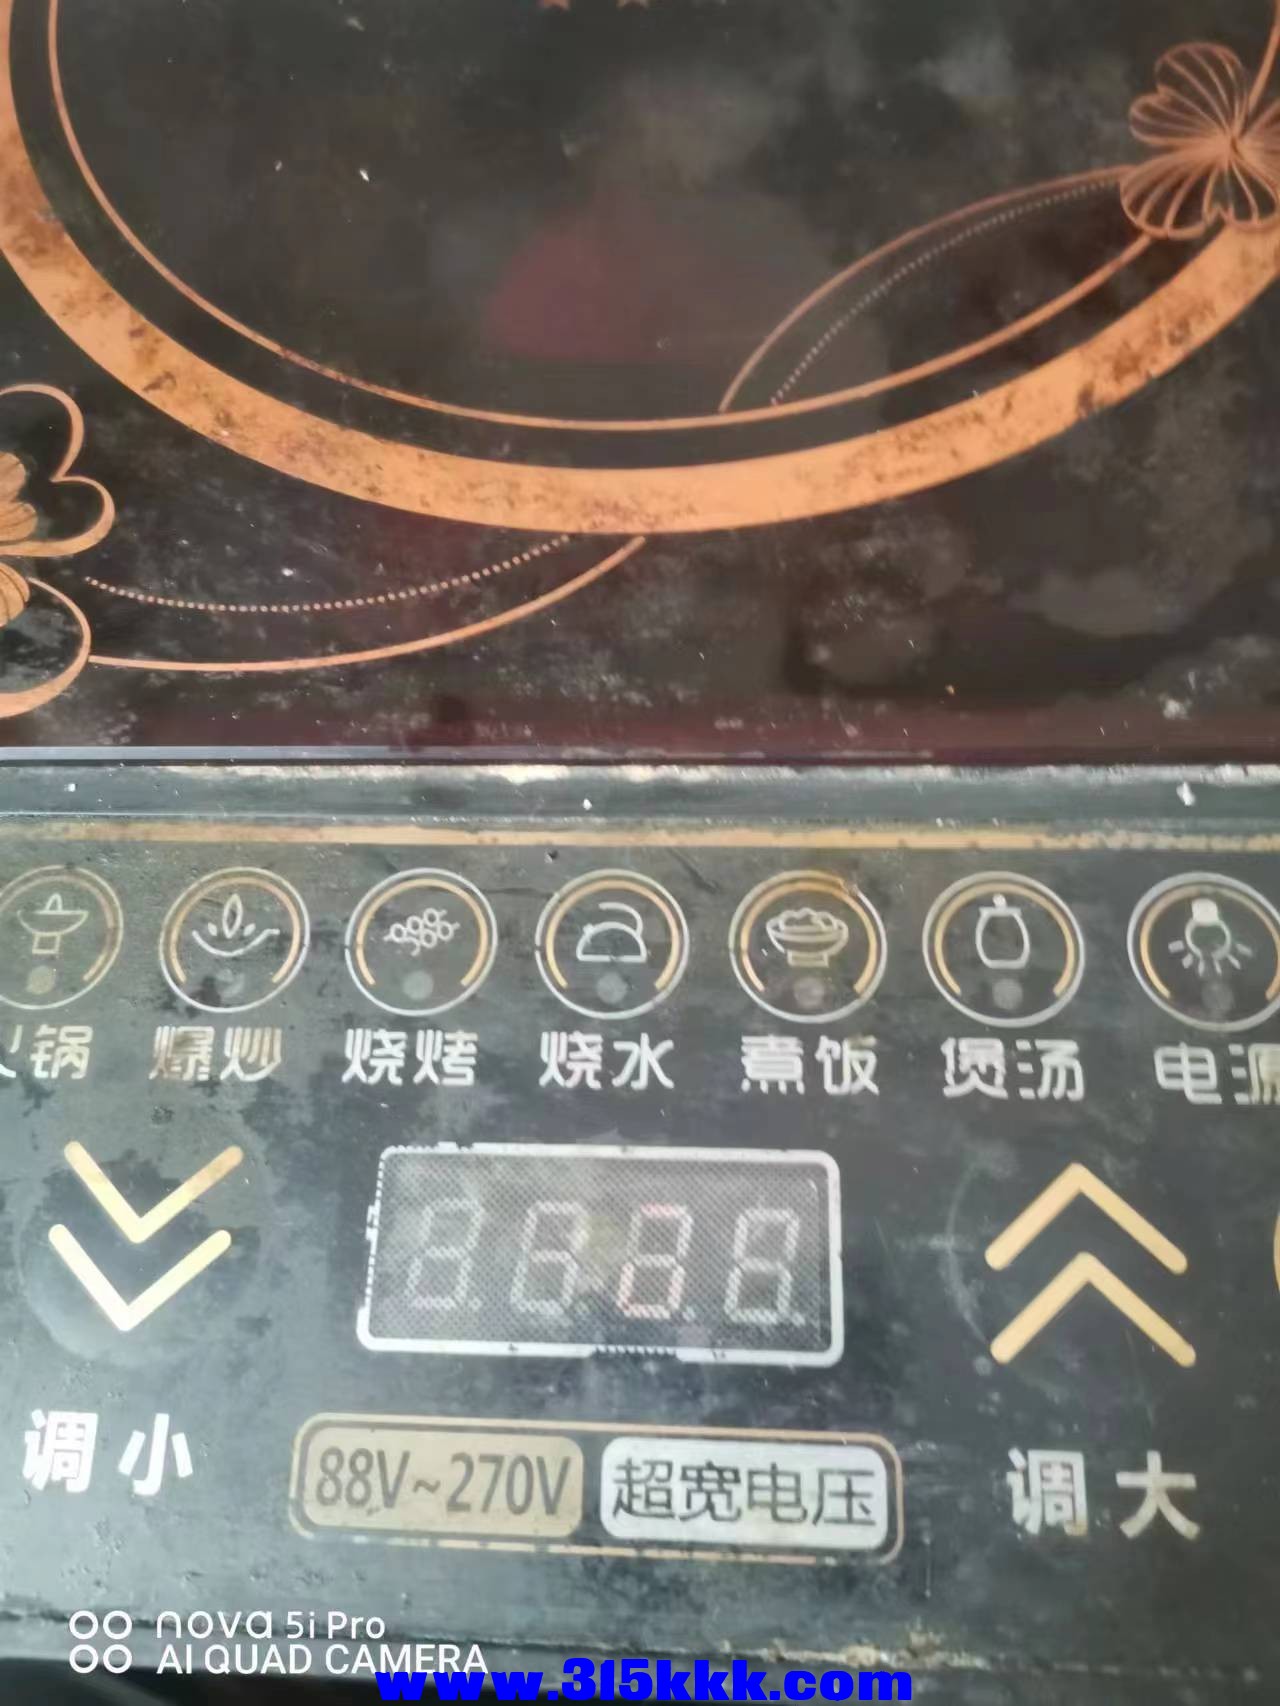 火锅 爆炒 烧烤 烧水 煮饭 煲汤 电源
调小 88V~270V 超宽电压 调大
nova 5i Pro
AI QUAD CAMERA
www.315kkk.com